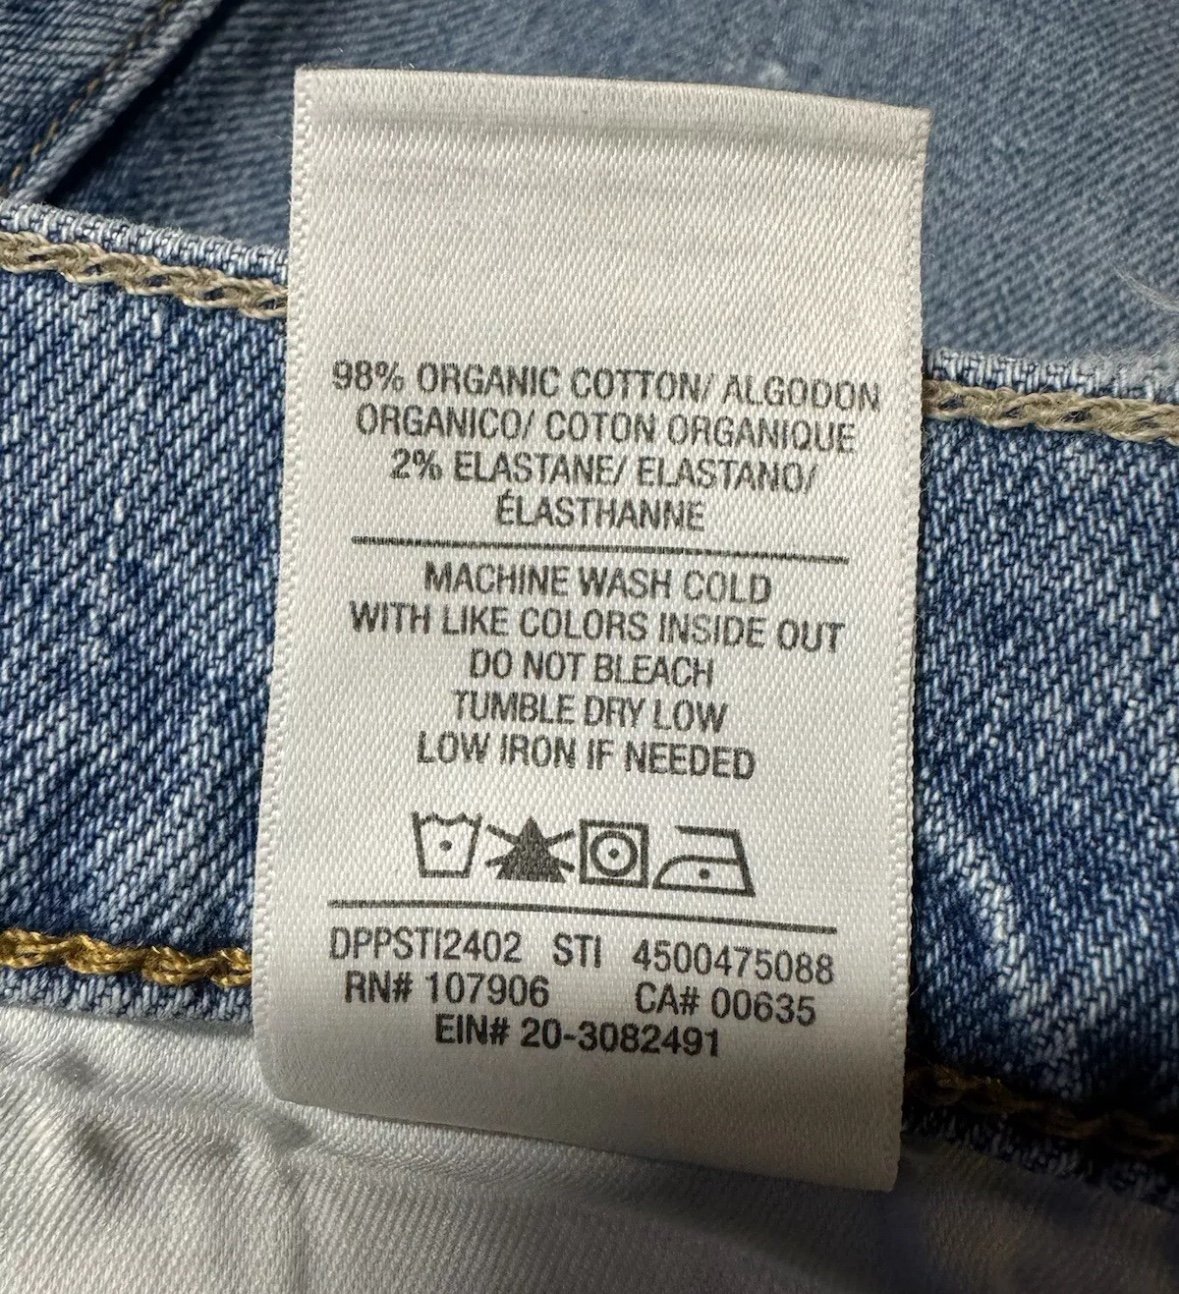 98% ORGANIC COTTON/ ALGODON
ORGANICO/ COTON ORGANIQUE
2% ELASTANE/ ELASTANO/
ÉLASTHANNE
MACHINE WASH COLD
WITH LIKE COLORS INSIDE OUT
DO NOT BLEACH
TUMBLE DRY LOW
LOW IRON IF NEEDED
DPPSTI2402 STI 4500475088
RN# 107906 CA# 00635
EIN# 20-3082491